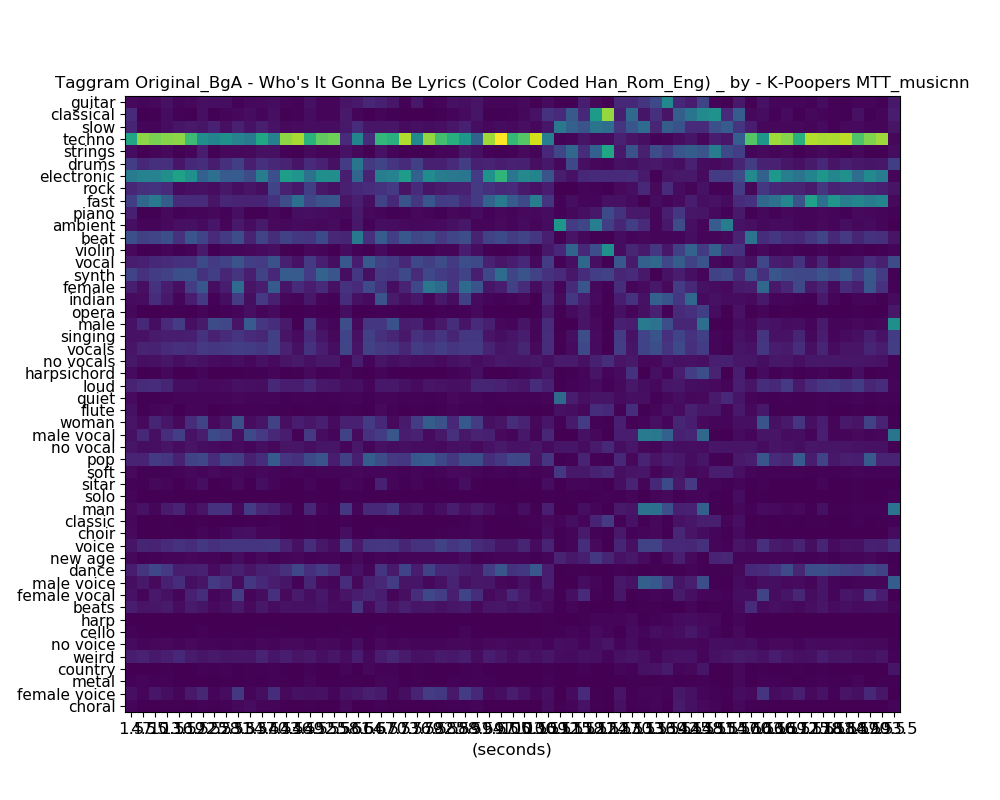 Taggram Original_BgA - Who's It Gonna Be Lyrics (Color Coded Han_Rom_Eng) _ by - K-Poopers MTT_musicnn
guitar
classical
slow
techno
strings
drums
electronic
rock
fast
piano
ambient
beat
violin
vocal
synth
female
indian
opera
male
singing
vocals
no vocals
harpsichord
loud
quiet
flute
woman
male vocal
no vocal
pop
soft
sitar
solo
man
classic
choir
voice
new age
dance
male voice
female vocal
beats
harp
cello
no voice
weird
country
metal
female voice
choral
(seconds)